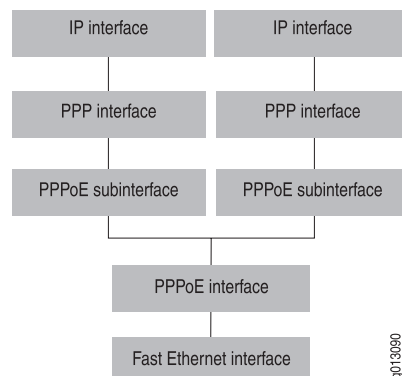 IP interface
IP interface
PPP interface
PPP interface
PPPoE subinterface
PPPoE subinterface
PPPoE interface
Fast Ethernet interface
g013090